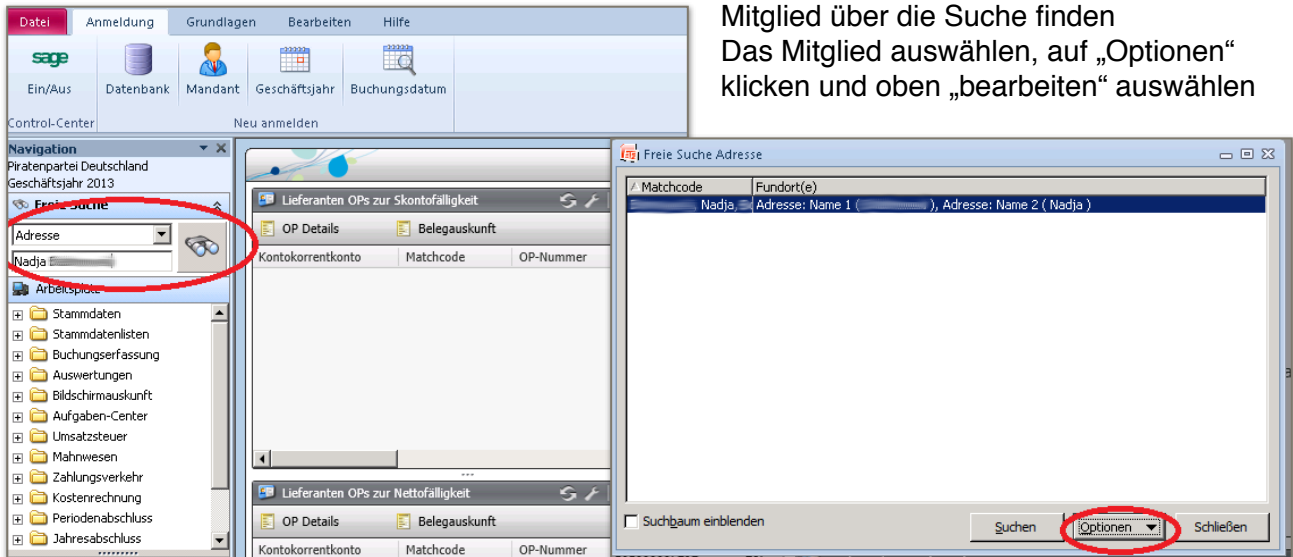 Datei Anmeldung Grundlagen Bearbeiten Hilfe
sage
Ein/Aus Datenbank Mandant Geschäftsjahr Buchungsdatum
Control-Center Neu anmelden
Mitglied über die Suche finden
Das Mitglied auswählen, auf „Optionen“
klicken und oben „bearbeiten“ auswählen
Navigation
Piratenpartei Deutschland
Geschäftsjahr 2013
Freie Suche
Adresse
Nadja
Arbeitsplatz
Stammdaten
Stammdatenlisten
Buchungserfassung
Auswertungen
Bildschirmauskunft
Aufgaben-Center
Umsatzsteuer
Mahnwesen
Zahlungsverkehr
Kostenrechnung
Periodenabschluss
Jahresabschluss
Lieferanten OPs zur Skontofälligkeit
OP Details Belegauskunft
Kontokorrentkonto Matchcode OP-Nummer
Lieferanten OPs zur Nettofälligkeit
OP Details Belegauskunft
Kontokorrentkonto Matchcode OP-Nummer
Freie Suche Adresse
Matchcode Fundort(e)
, Nadja, Adresse: Name 1 ( ), Adresse: Name 2 ( Nadja )
Suchbaum einblenden
Suchen Optionen Schließen